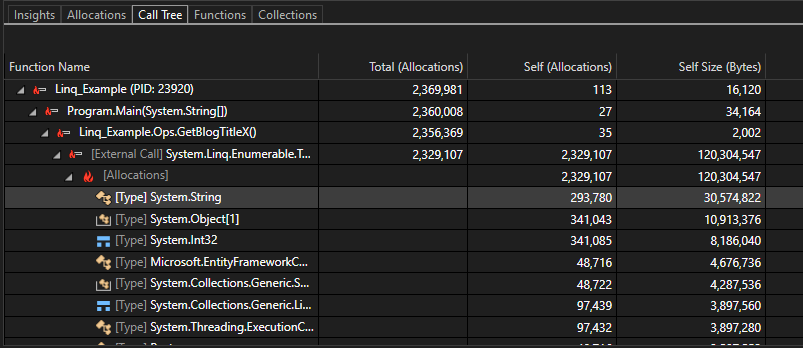 Insights Allocations Call Tree Functions Collections
Function Name Total (Allocations) Self (Allocations) Self Size (Bytes)
Linq_Example (PID: 23920) 2,369,981 113 16,120
Program.Main(System.String[]) 2,360,008 27 34,164
Linq_Example.Ops.GetBlogTitleX() 2,356,369 35 2,002
[External Call] System.Linq.Enumerable.T... 2,329,107 2,329,107 120,304,547
[Allocations] 2,329,107 120,304,547
[Type] System.String 293,780 30,574,822
[Type] System.Object[1] 341,043 10,913,376
[Type] System.Int32 341,085 8,186,040
[Type] Microsoft.EntityFrameworkC... 48,716 4,676,736
[Type] System.Collections.Generic.S... 48,722 4,287,536
[Type] System.Collections.Generic.Li... 97,439 3,897,560
[Type] System.Threading.ExecutionC... 97,432 3,897,280